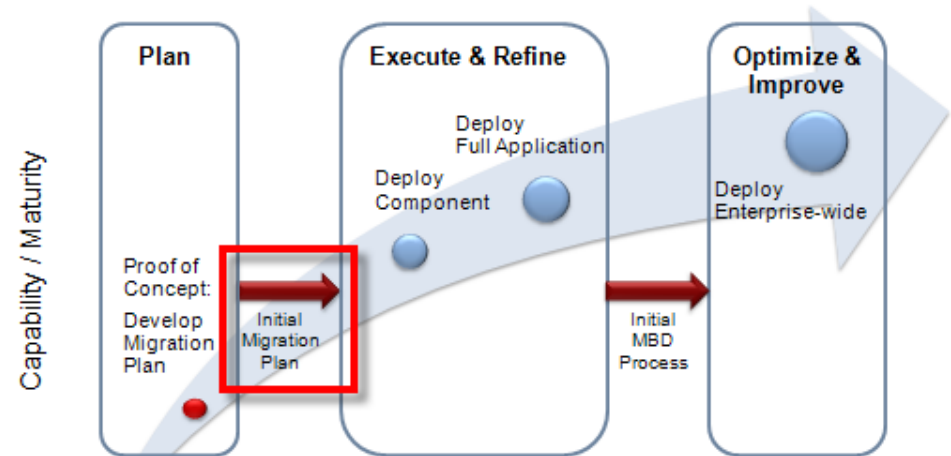 Plan
Execute & Refine
Optimize &
Improve
Capability / Maturity
Proof of
Concept:
Develop
Migration
Plan
Initial
Migration
Plan
Deploy
Component
Deploy
Full Application
Initial
MBD
Process
Deploy
Enterprise-wide